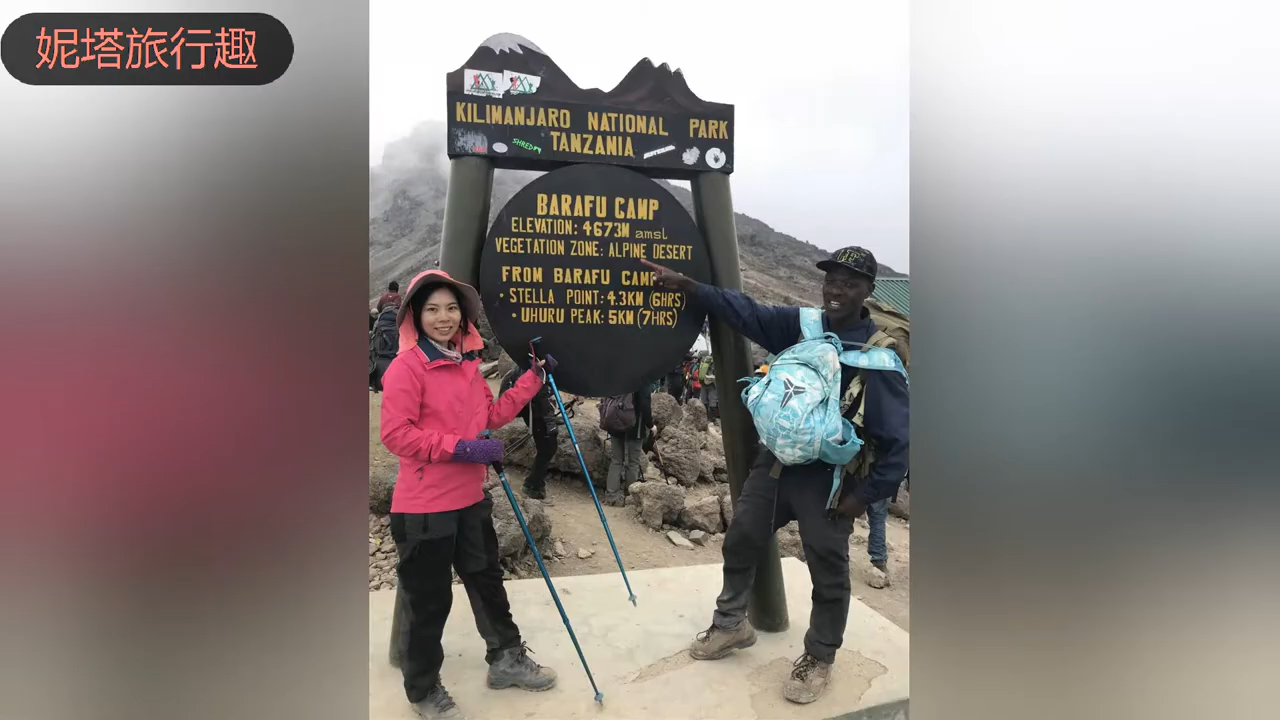 妮塔旅行趣
KILIMANJARO NATIONAL PARK
TANZANIA
SHREDDY
BARAFU CAMP
ELEVATION: 4673M amsl
VEGETATION ZONE: ALPINE DESERT
FROM BARAFU CAMP
• STELLA POINT: 4.3KM (6HRS)
• UHURU PEAK: 5KM (7HRS)